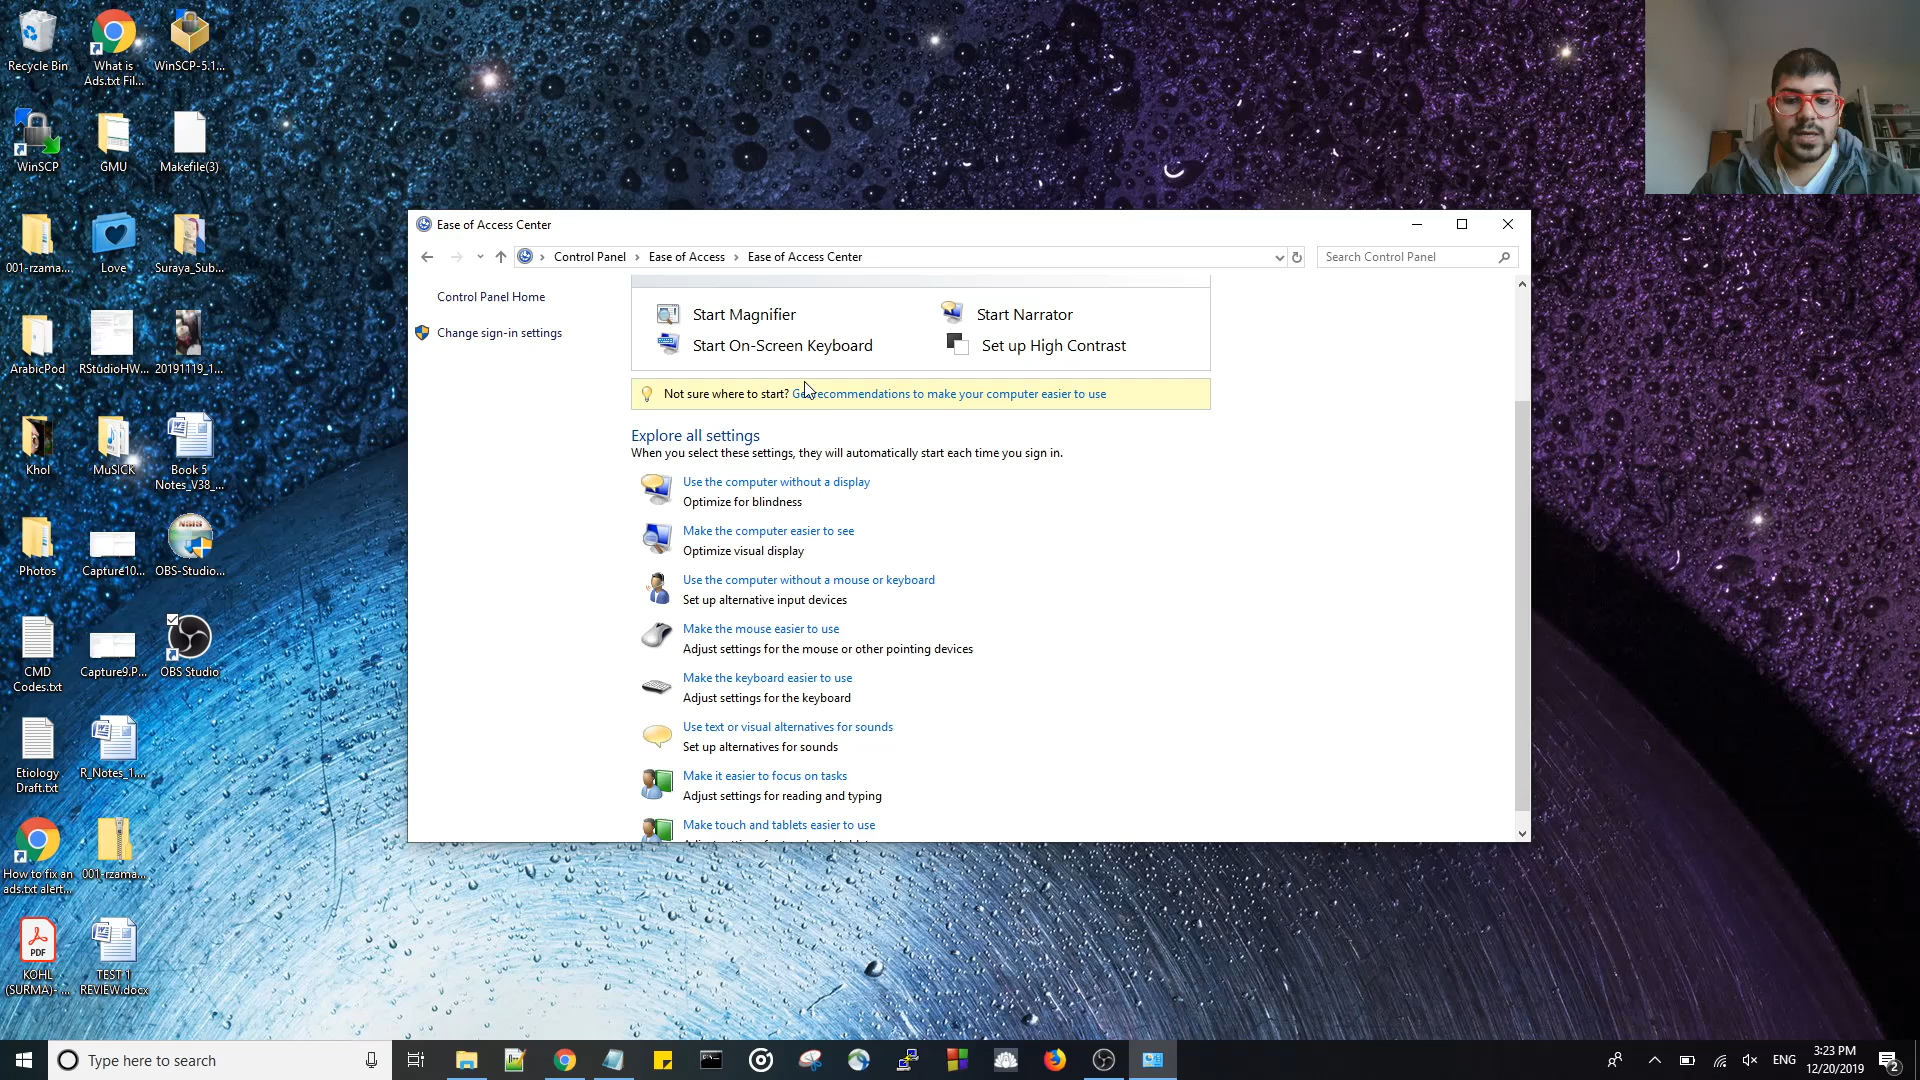 Recycle Bin
What is
Ads.txt Fil...
WinSCP-5.1...
WinSCP
GMU
Makefile(3)
001-rzama...
Love
Suraya_Sub...
ArabicPod
RStudioHW...
20191119_1...
Khol
MuSICK
Book 5
Notes_V38_...
Photos
Capture10...
NSIS
OBS-Studio...
CMD
Codes.txt
Capture9.P...
OBS Studio
Etiology
Draft.txt
R_Notes_1....
How to fix an
ads.txt alert...
001-rzama...
PDF
KOHL
(SURMA)- ...
TEST 1
REVIEW.docx
Ease of Access Center
Control Panel
Ease of Access
Ease of Access Center
Search Control Panel
Control Panel Home
Change sign-in settings
Start Magnifier
Start Narrator
Start On-Screen Keyboard
Set up High Contrast
Not sure where to start? Get recommendations to make your computer easier to use
Explore all settings
When you select these settings, they will automatically start each time you sign in.
Use the computer without a display
Optimize for blindness
Make the computer easier to see
Optimize visual display
Use the computer without a mouse or keyboard
Set up alternative input devices
Make the mouse easier to use
Adjust settings for the mouse or other pointing devices
Make the keyboard easier to use
Adjust settings for the keyboard
Use text or visual alternatives for sounds
Set up alternatives for sounds
Make it easier to focus on tasks
Adjust settings for reading and typing
Make touch and tablets easier to use
Type here to search
ENG
3:23 PM
12/20/2019
2